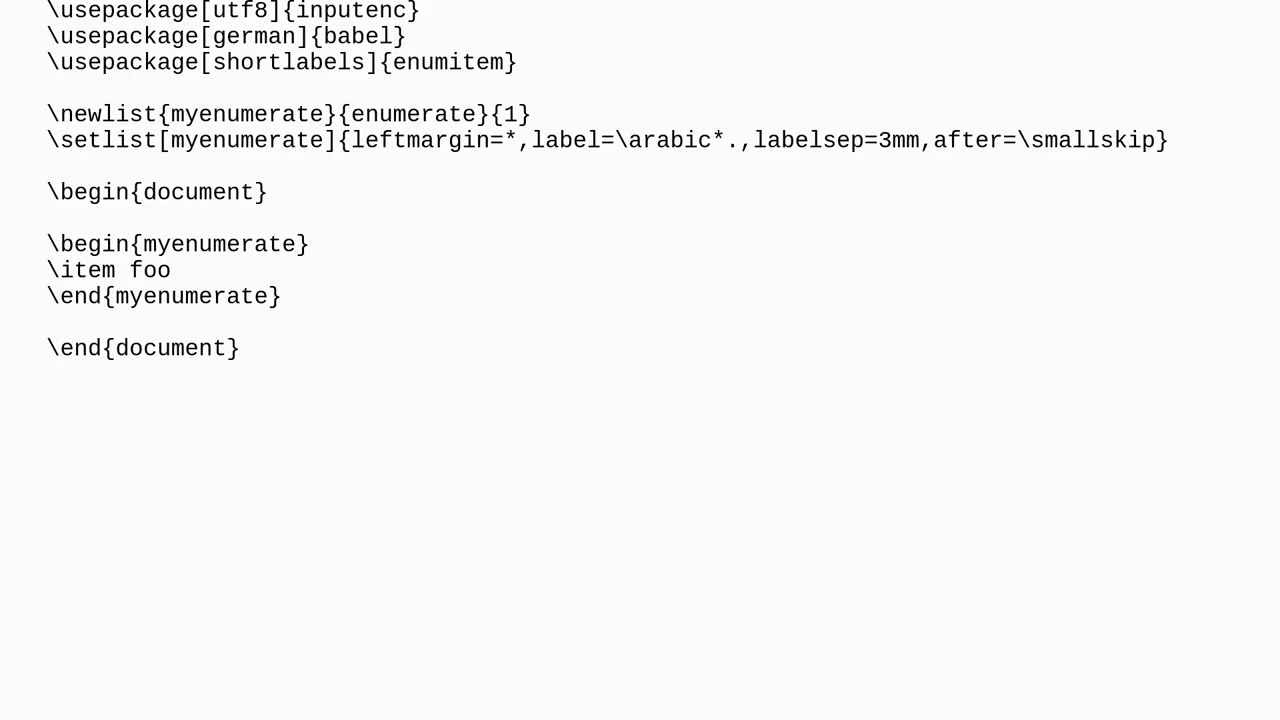 \usepackage[utf8]{inputenc}
\usepackage[german]{babel}
\usepackage[shortlabels]{enumitem}
\newlist{myenumerate}{enumerate}{1}
\setlist[myenumerate]{leftmargin=*,label=\arabic*.,labelsep=3mm,after=\smallskip}
\begin{document}
\begin{myenumerate}
\item foo
\end{myenumerate}
\end{document}